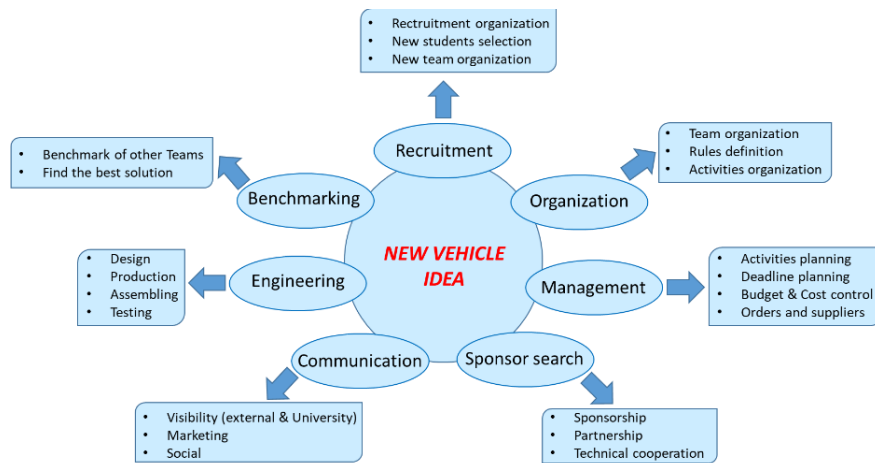 • Rectruitment organization
• New students selection
• New team organization
Recruitment
• Team organization
• Rules definition
• Activities organization
• Benchmark of other Teams
• Find the best solution
Benchmarking
Organization
NEW VEHICLE
IDEA
• Design
• Production
• Assembling
• Testing
Engineering
Management
• Activities planning
• Deadline planning
• Budget & Cost control
• Orders and suppliers
Communication
Sponsor search
• Visibility (external & University)
• Marketing
• Social
• Sponsorship
• Partnership
• Technical cooperation